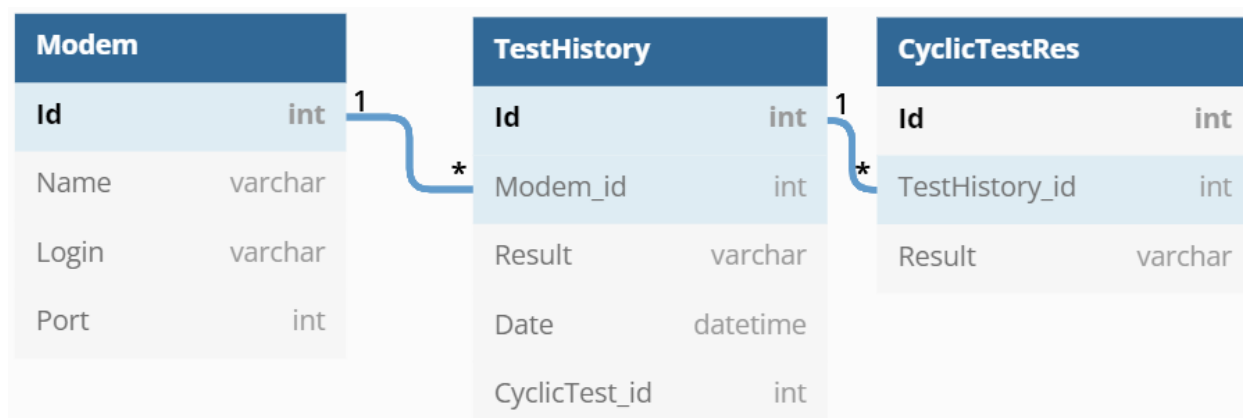 Modem
Id int
Name varchar
Login varchar
Port int
1
*
TestHistory
Id int
Modem_id int
Result varchar
Date datetime
CyclicTest_id int
1
*
CyclicTestRes
Id int
TestHistory_id int
Result varchar